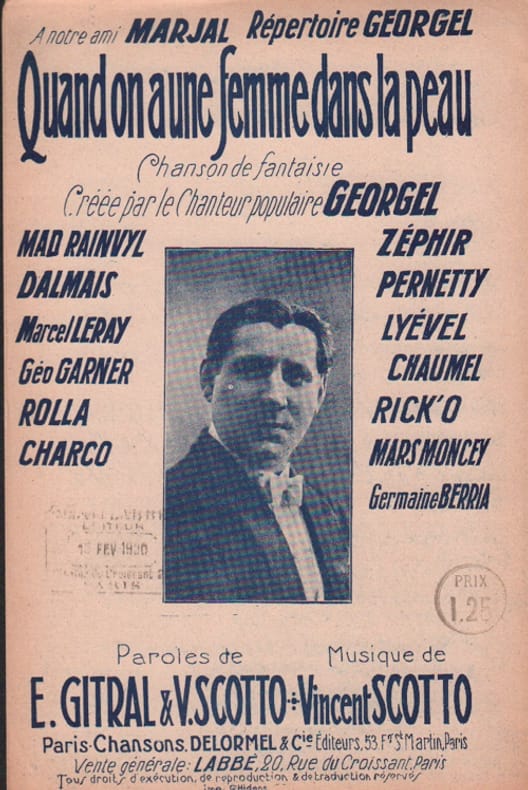 A notre ami MARJAL Répertoire GEORGEL
Quand on a une femme dans la peau
Chanson de fantaisie
Créée par le Chanteur populaire GEORGEL
MAD RAINVYL
DALMAIS
Marcel LERAY
Géo GARNER
ROLLA
CHARCO
ZÉPHIR
PERNETTY
LYÉVEL
CHAUMEL
RICK'O
MARS MONCEY
Germaine BERRIA
EDITEUR
FEV
PARIS
PRIX
1.25
Paroles de Musique de
E. GITRAL & V. SCOTTO ÷ Vincent SCOTTO
Paris-Chansons. DELORMEL & Cie Éditeurs, 53, Fg St Martin, Paris
Vente générale: LABBÉ, 20, Rue du Croissant, Paris
Tous droits d'exécution, de reproduction & de traduction réservés